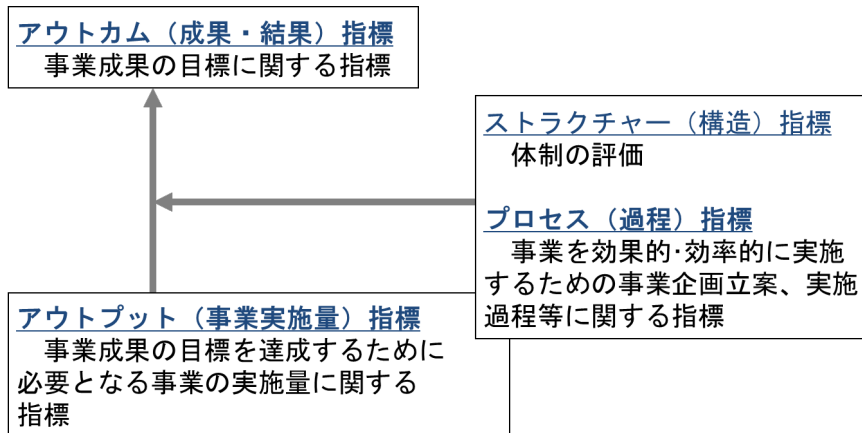 アウトカム（成果・結果）指標
事業成果の目標に関する指標
ストラクチャー（構造）指標
体制の評価
プロセス（過程）指標
事業を効果的･効率的に実施
するための事業企画立案、実施
過程等に関する指標
アウトプット（事業実施量）指標
事業成果の目標を達成するために
必要となる事業の実施量に関する
指標